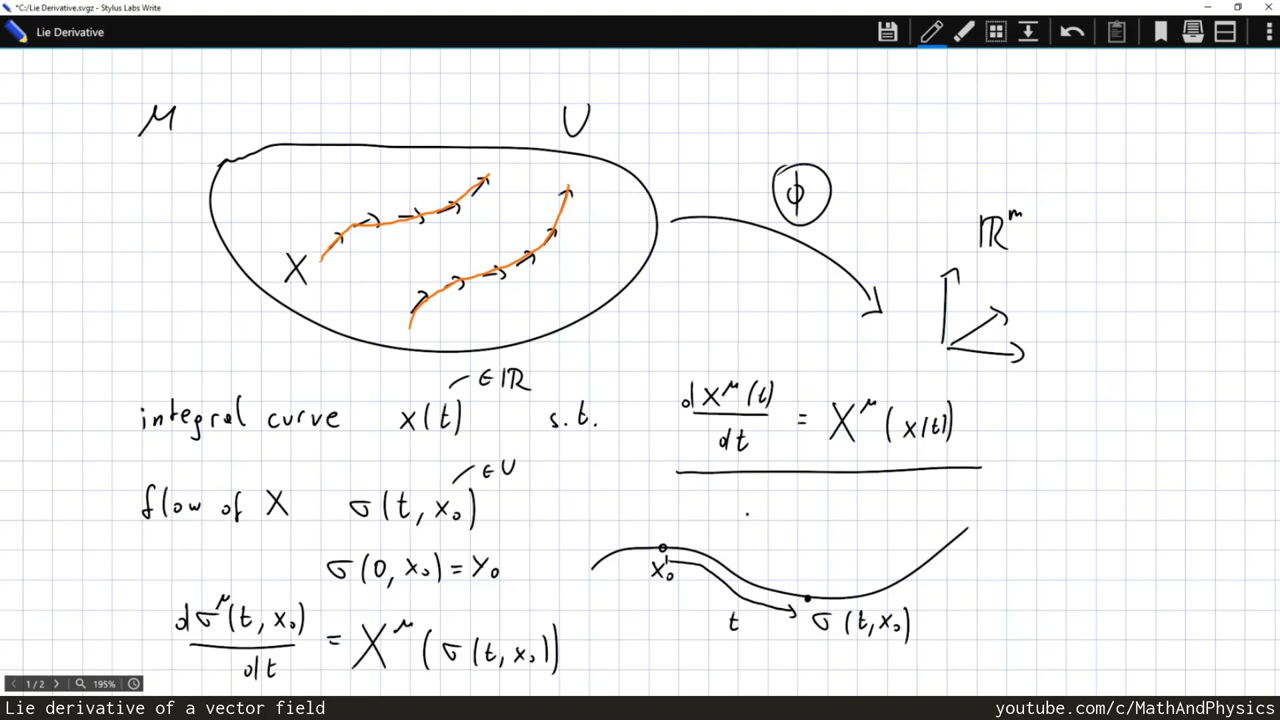 *C:/Lie Derivative.svgz - Stylus Labs Write
Lie Derivative
M
U
ϕ
ℝᵐ
X
integral curve x(t) ∈ ℝ s.t. dx^μ(t)/dt = X^μ(x(t))
flow of X σ(t, x₀) ∈ U
σ(0, x₀) = x₀
x₀
t
σ(t, x₀)
dσ^μ(t, x₀)/dt = X^μ(σ(t, x₀))
1 / 2 195%
Lie derivative of a vector field
youtube.com/c/MathAndPhysics